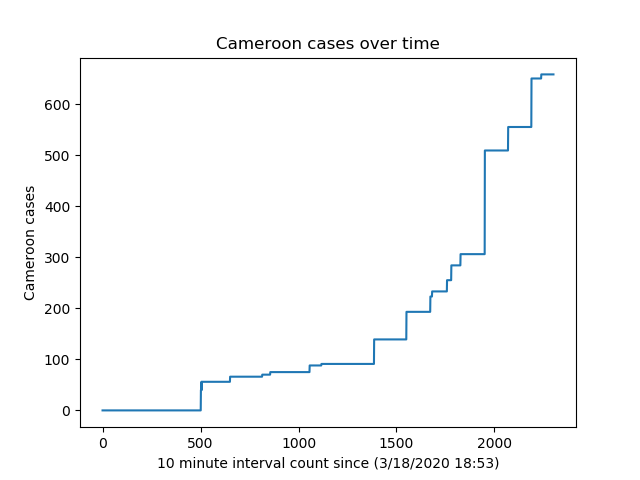 Cameroon cases over time
600
500
400
300
200
100
0
Cameroon cases
0 500 1000 1500 2000
10 minute interval count since (3/18/2020 18:53)